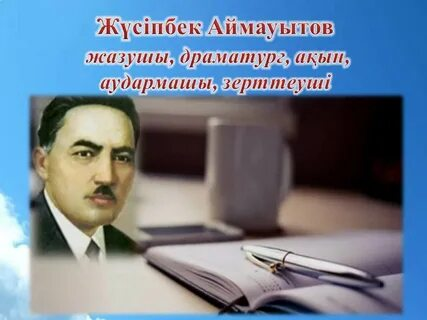 Жүсіпбек Аймауытов
жазушы, драматург, ақын,
аудармашы, зерттеуші